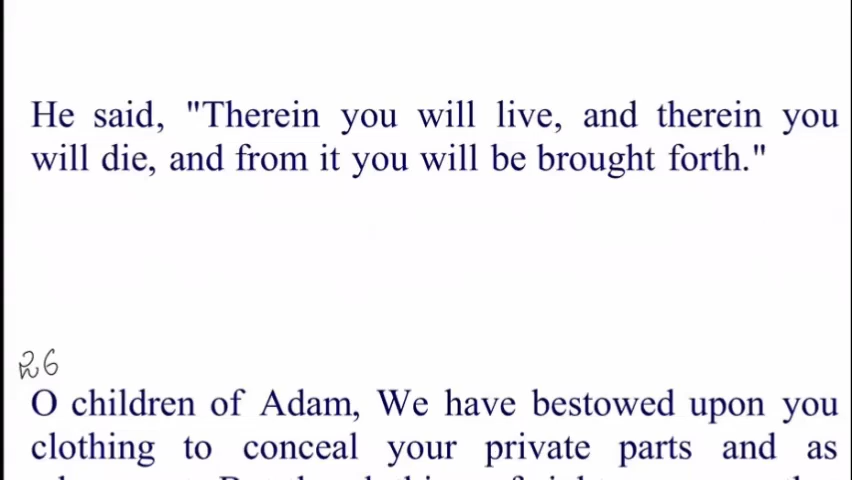 He said, "Therein you will live, and therein you
will die, and from it you will be brought forth."
26
O children of Adam, We have bestowed upon you
clothing to conceal your private parts and as